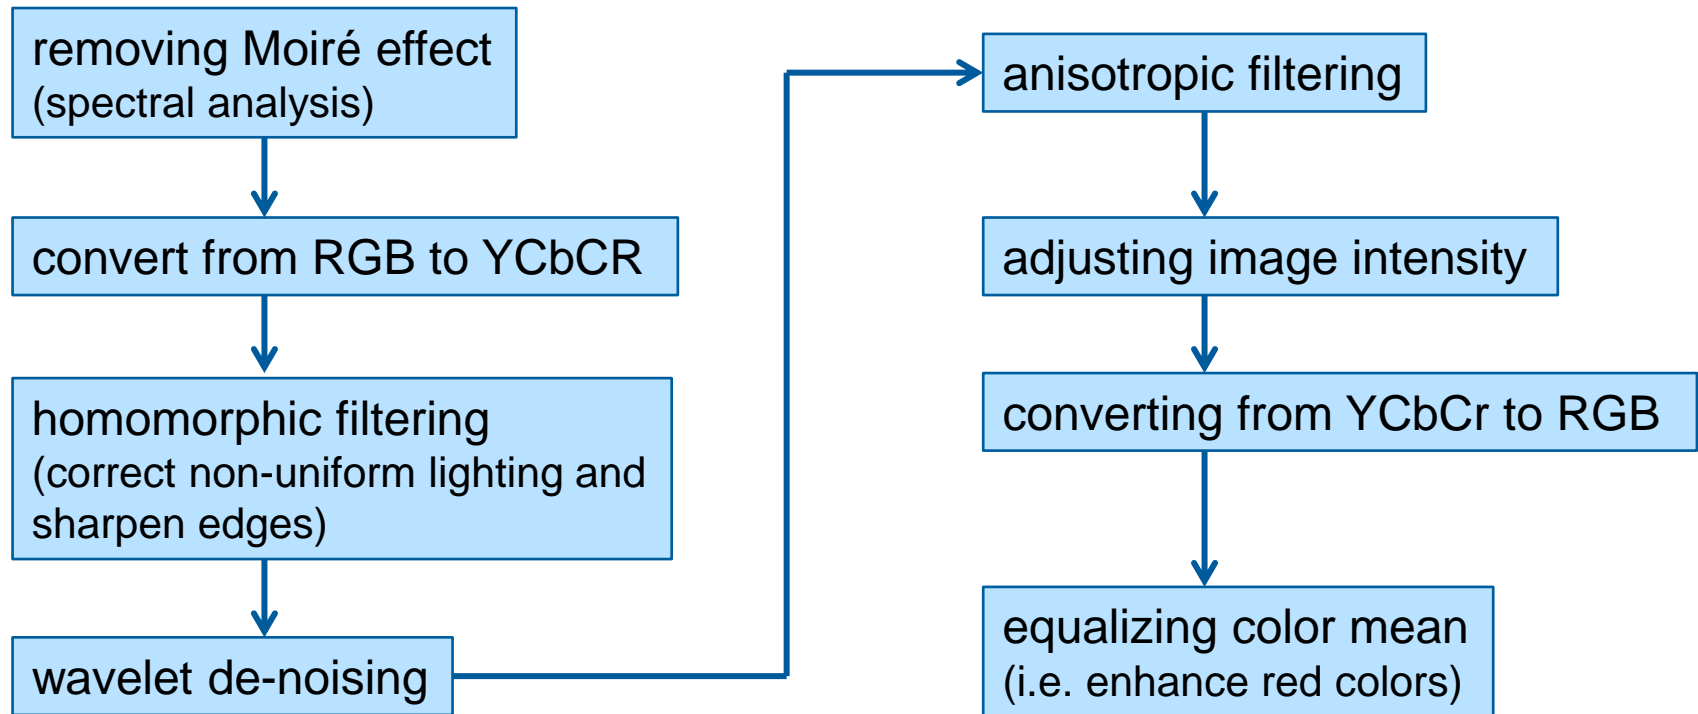 removing Moiré effect
(spectral analysis)
convert from RGB to YCbCR
homomorphic filtering
(correct non-uniform lighting and
sharpen edges)
wavelet de-noising
anisotropic filtering
adjusting image intensity
converting from YCbCr to RGB
equalizing color mean
(i.e. enhance red colors)